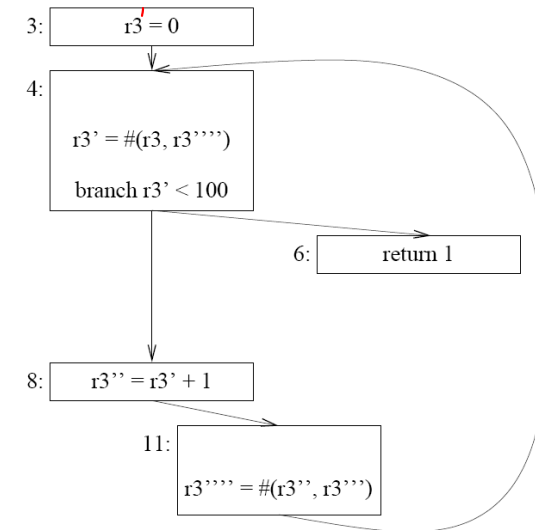 3:
r3 = 0
4:
r3’ = #(r3, r3’’’’)
branch r3’ < 100
6:
return 1
8:
r3’’ = r3’ + 1
11:
r3’’’’ = #(r3’’, r3’’’)